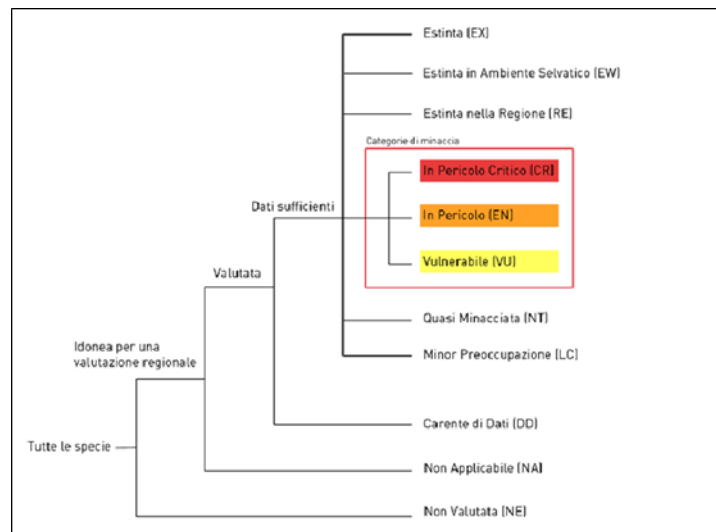 Estinta (EX)
Estinta in Ambiente Selvatico (EW)
Estinta nella Regione (RE)
Categorie di minaccia
In Pericolo Critico (CR)
In Pericolo (EN)
Vulnerabile (VU)
Dati sufficienti
Quasi Minacciata (NT)
Minor Preoccupazione (LC)
Valutata
Carente di Dati (DD)
Idonea per una
valutazione regionale
Non Applicabile (NA)
Tutte le specie
Non Valutata (NE)